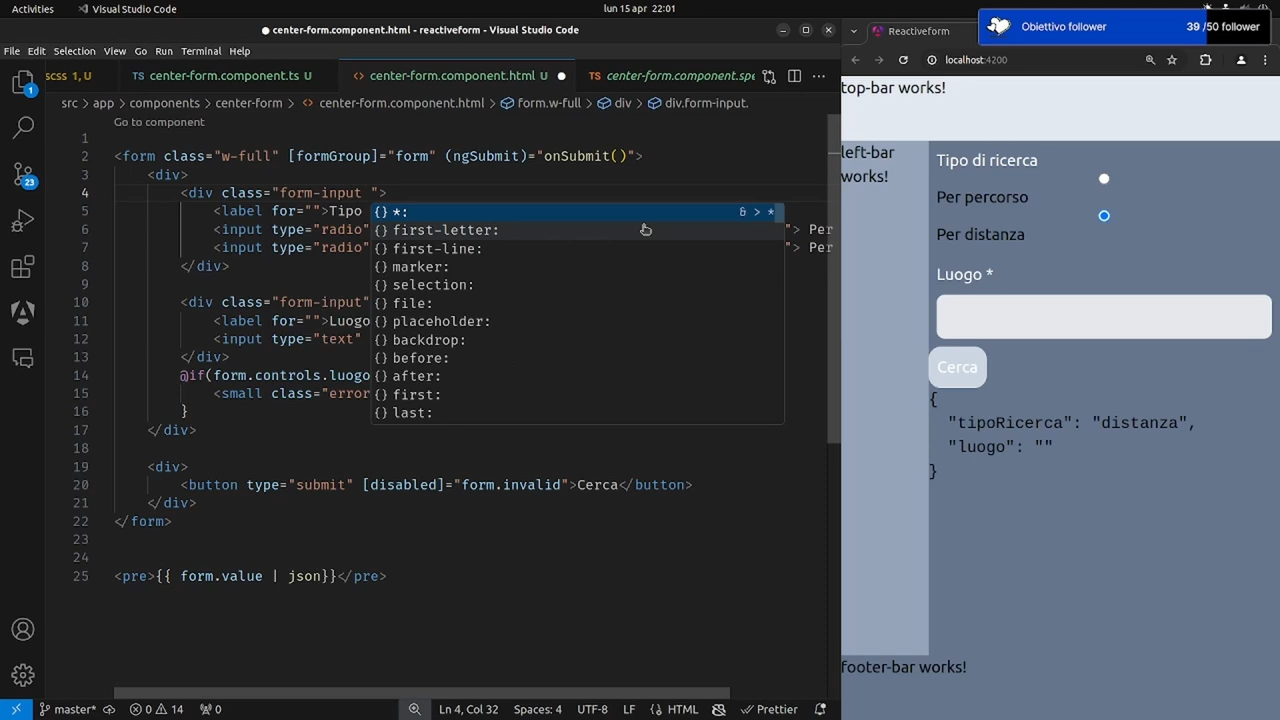 Activities
Visual Studio Code
lun 15 apr 22:01
center-form.component.html - reactiveform - Visual Studio Code
File Edit Selection View Go Run Terminal Help
scss 1, U
TS center-form.component.ts U
<> center-form.component.html U
TS center-form.component.spe
src > app > components > center-form > <> center-form.component.html > form.w-full > div > div.form-input.
Go to component
1
2 <form class="w-full" [formGroup]="form" (ngSubmit)="onSubmit()">
3 <div>
4 <div class="form-input ">
5 <label for="">Tipo
6 <input type="radio" "> Per
7 <input type="radio" "> Per
8 </div>
9
10 <div class="form-input"
11 <label for="">Luogo
12 <input type="text"
13 </div>
14 @if(form.controls.luogo
15 <small class="error
16 }
17 </div>
18
19 <div>
20 <button type="submit" [disabled]="form.invalid">Cerca</button>
21 </div>
22 </form>
23
24
25 <pre>{{ form.value | json}}</pre>
{} *: & > *
{} first-letter:
{} first-line:
{} marker:
{} selection:
{} file:
{} placeholder:
{} backdrop:
{} before:
{} after:
{} first:
{} last:
1
23
master* 0 14 0
Ln 4, Col 32 Spaces: 4 UTF-8 LF {} HTML Prettier
Obiettivo follower 39 /50 follower
Reactiveform
localhost:4200
top-bar works!
left-bar
works!
Tipo di ricerca
Per percorso
Per distanza
Luogo *
Cerca
{
"tipoRicerca": "distanza",
"luogo": ""
}
footer-bar works!